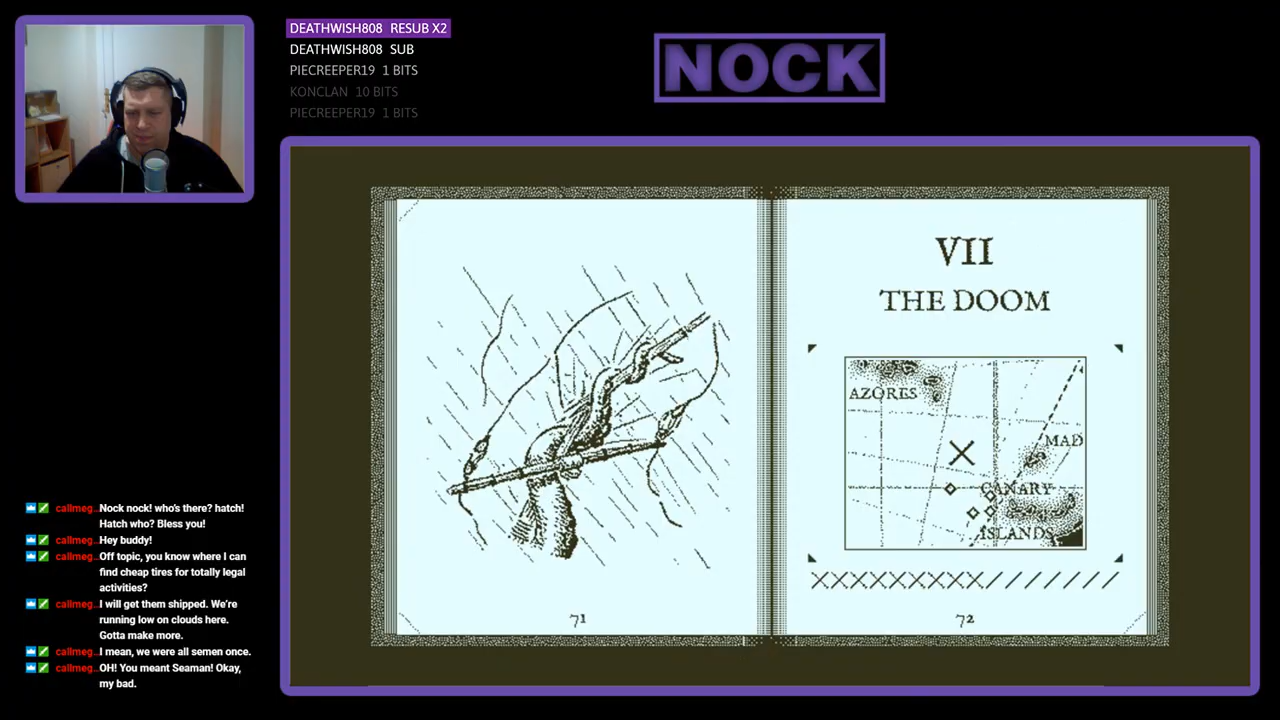 DEATHWISH808 RESUB X2
DEATHWISH808 SUB
PIECREEPER19 1 BITS
KONCLAN 10 BITS
PIECREEPER19 1 BITS
NOCK
callmeg... Nock nock! who's there? hatch!
Hatch who? Bless you!
callmeg... Hey buddy!
callmeg... Off topic, you know where I can
find cheap tires for totally legal
activities?
callmeg... I will get them shipped. We're
running low on clouds here.
Gotta make more.
callmeg... I mean, we were all semen once.
callmeg... OH! You meant Seaman! Okay,
my bad.
71
VII
THE DOOM
AZORES
MAD
CANARY
ISLANDS
72